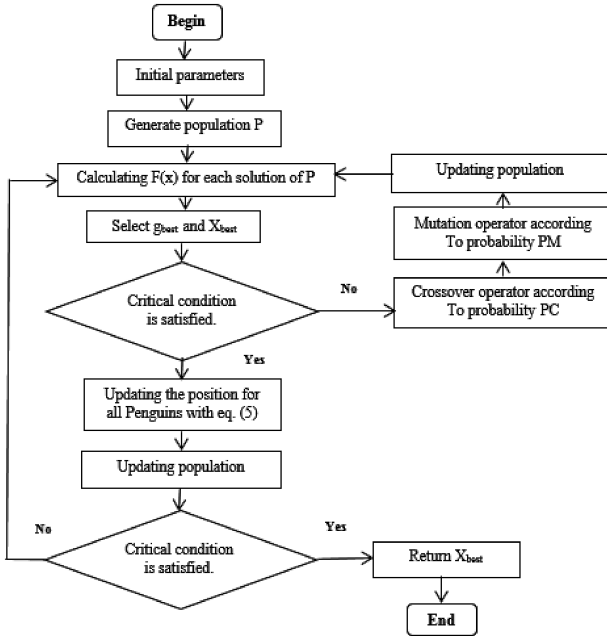 Begin
Initial parameters
Generate population P
Calculating F(x) for each solution of P
Updating population
Select gbest and Xbest
Mutation operator according
To probability PM
Critical condition
is satisfied.
No
Crossover operator according
To probability PC
Yes
Updating the position for
all Penguins with eq. (5)
Updating population
No
Yes
Critical condition
is satisfied.
Return Xbest
End